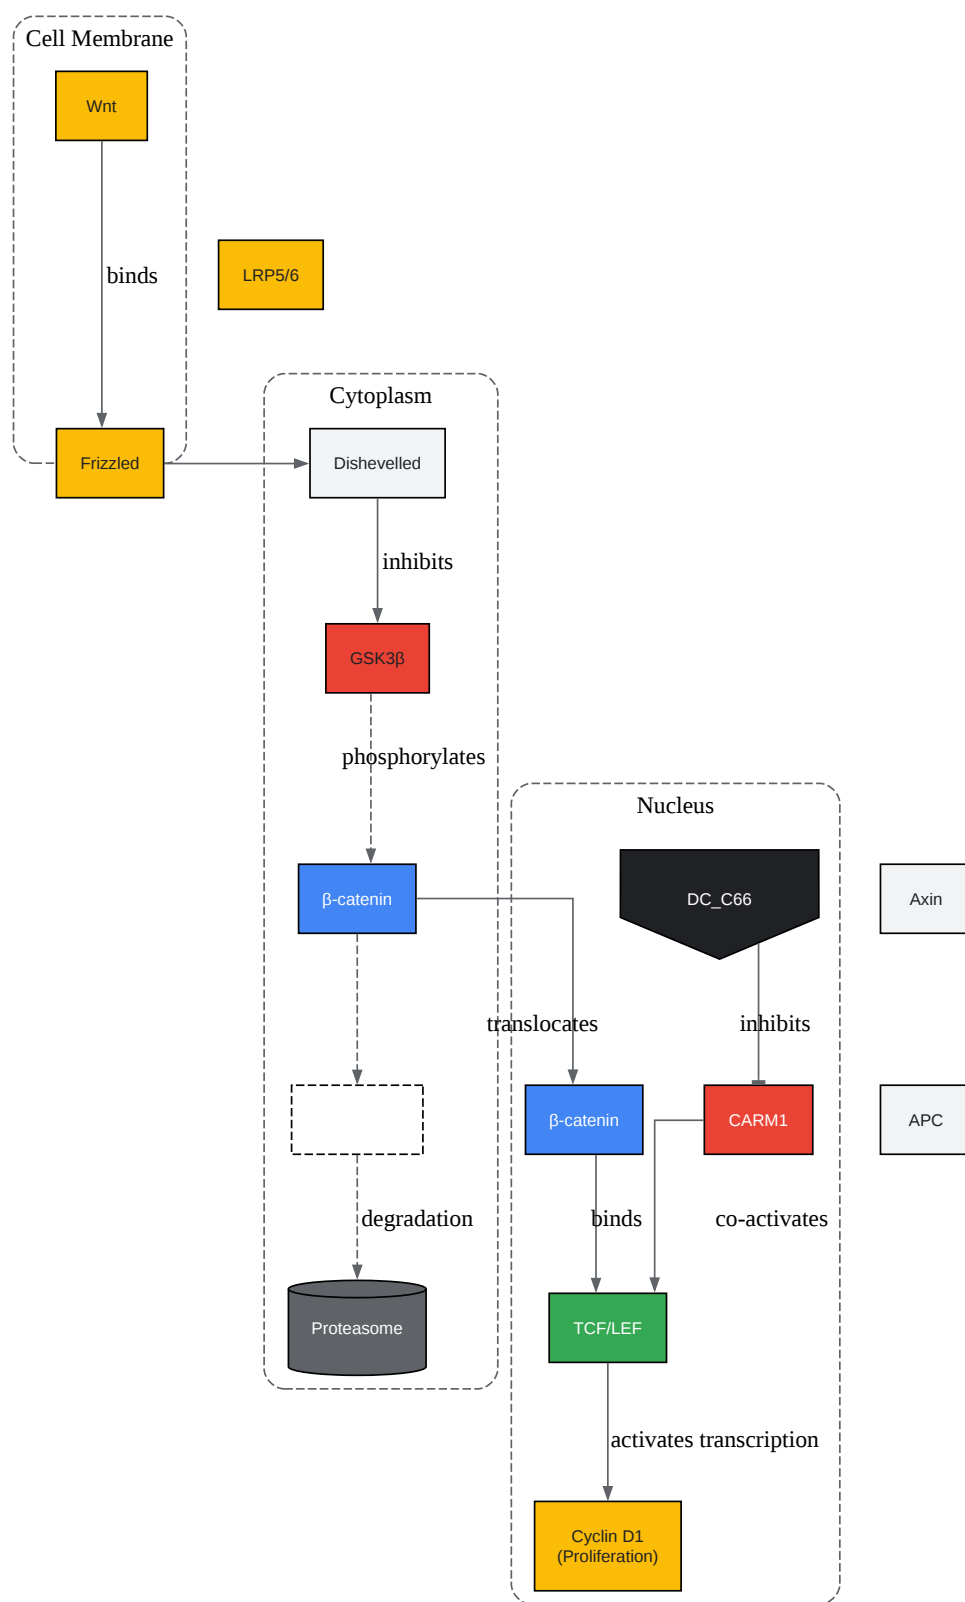 Cell Membrane
Wnt
binds
LRP5/6
Cytoplasm
Frizzled
Dishevelled
inhibits
GSK3β
phosphorylates
Nucleus
β-catenin
DC_C66
Axin
translocates
inhibits
β-catenin
CARM1
APC
degradation
binds
co-activates
Proteasome
TCF/LEF
activates transcription
Cyclin D1
(Proliferation)